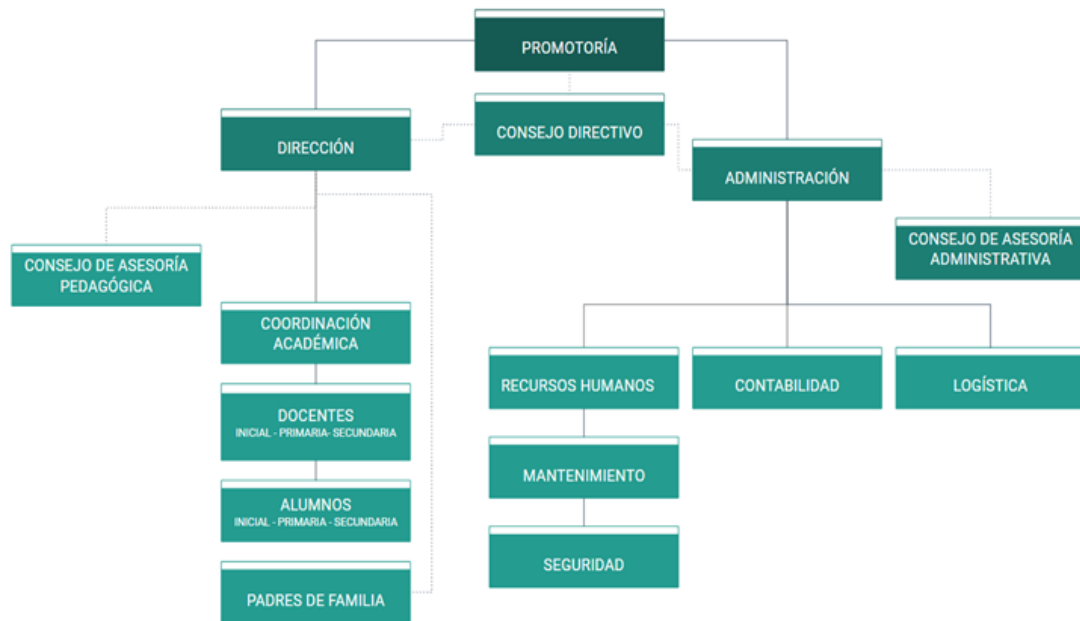 PROMOTORÍA
CONSEJO DIRECTIVO
DIRECCIÓN
ADMINISTRACIÓN
CONSEJO DE ASESORÍA
PEDAGÓGICA
CONSEJO DE ASESORÍA
ADMINISTRATIVA
COORDINACIÓN
ACADÉMICA
DOCENTES
INICIAL - PRIMARIA- SECUNDARIA
ALUMNOS
INICIAL - PRIMARIA - SECUNDARIA
PADRES DE FAMILIA
RECURSOS HUMANOS
CONTABILIDAD
LOGÍSTICA
MANTENIMIENTO
SEGURIDAD